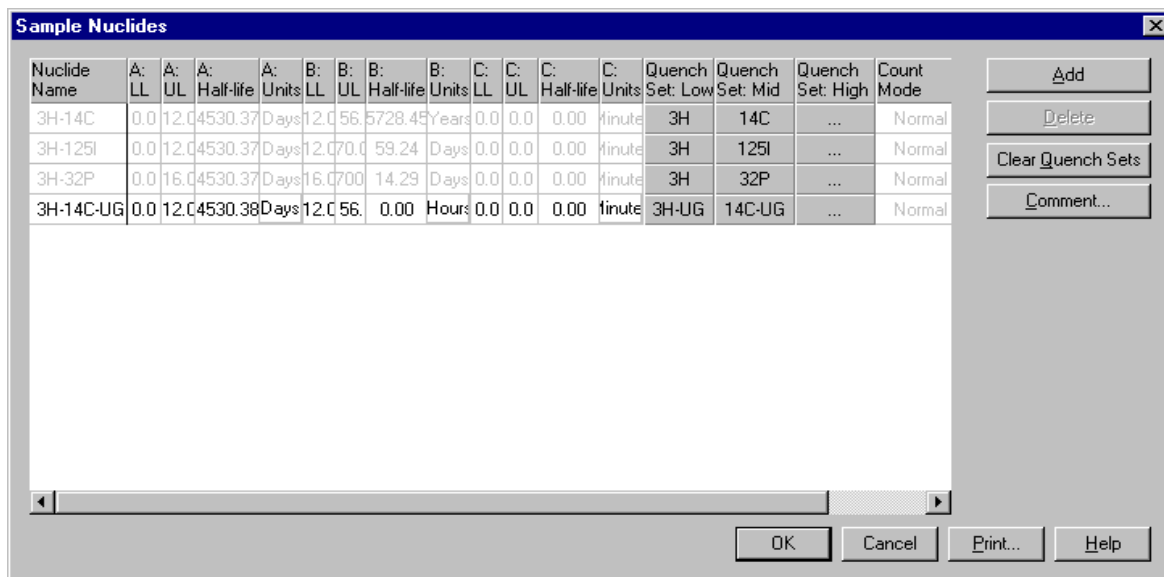 Sample Nuclides
Nuclide Name A: LL A: UL A: Half-life A: Units B: LL B: UL B: Half-life B: Units C: LL C: UL C: Half-life C: Units Quench Set: Low Quench Set: Mid Quench Set: High Count Mode
3H-14C 0.0 12.0 4530.37 Days 12.0 56. 5728.45 Years 0.0 0.0 0.00 Minute 3H 14C ... Normal
3H-125I 0.0 12.0 4530.37 Days 12.0 70.0 59.24 Days 0.0 0.0 0.00 Minute 3H 125I ... Normal
3H-32P 0.0 16.0 4530.37 Days 16.0 700 14.29 Days 0.0 0.0 0.00 Minute 3H 32P ... Normal
3H-14C-UG 0.0 12.0 4530.38 Days 12.0 56. 0.00 Hours 0.0 0.0 0.00 Minute 3H-UG 14C-UG ... Normal
Add
Delete
Clear Quench Sets
Comment...
OK Cancel Print... Help